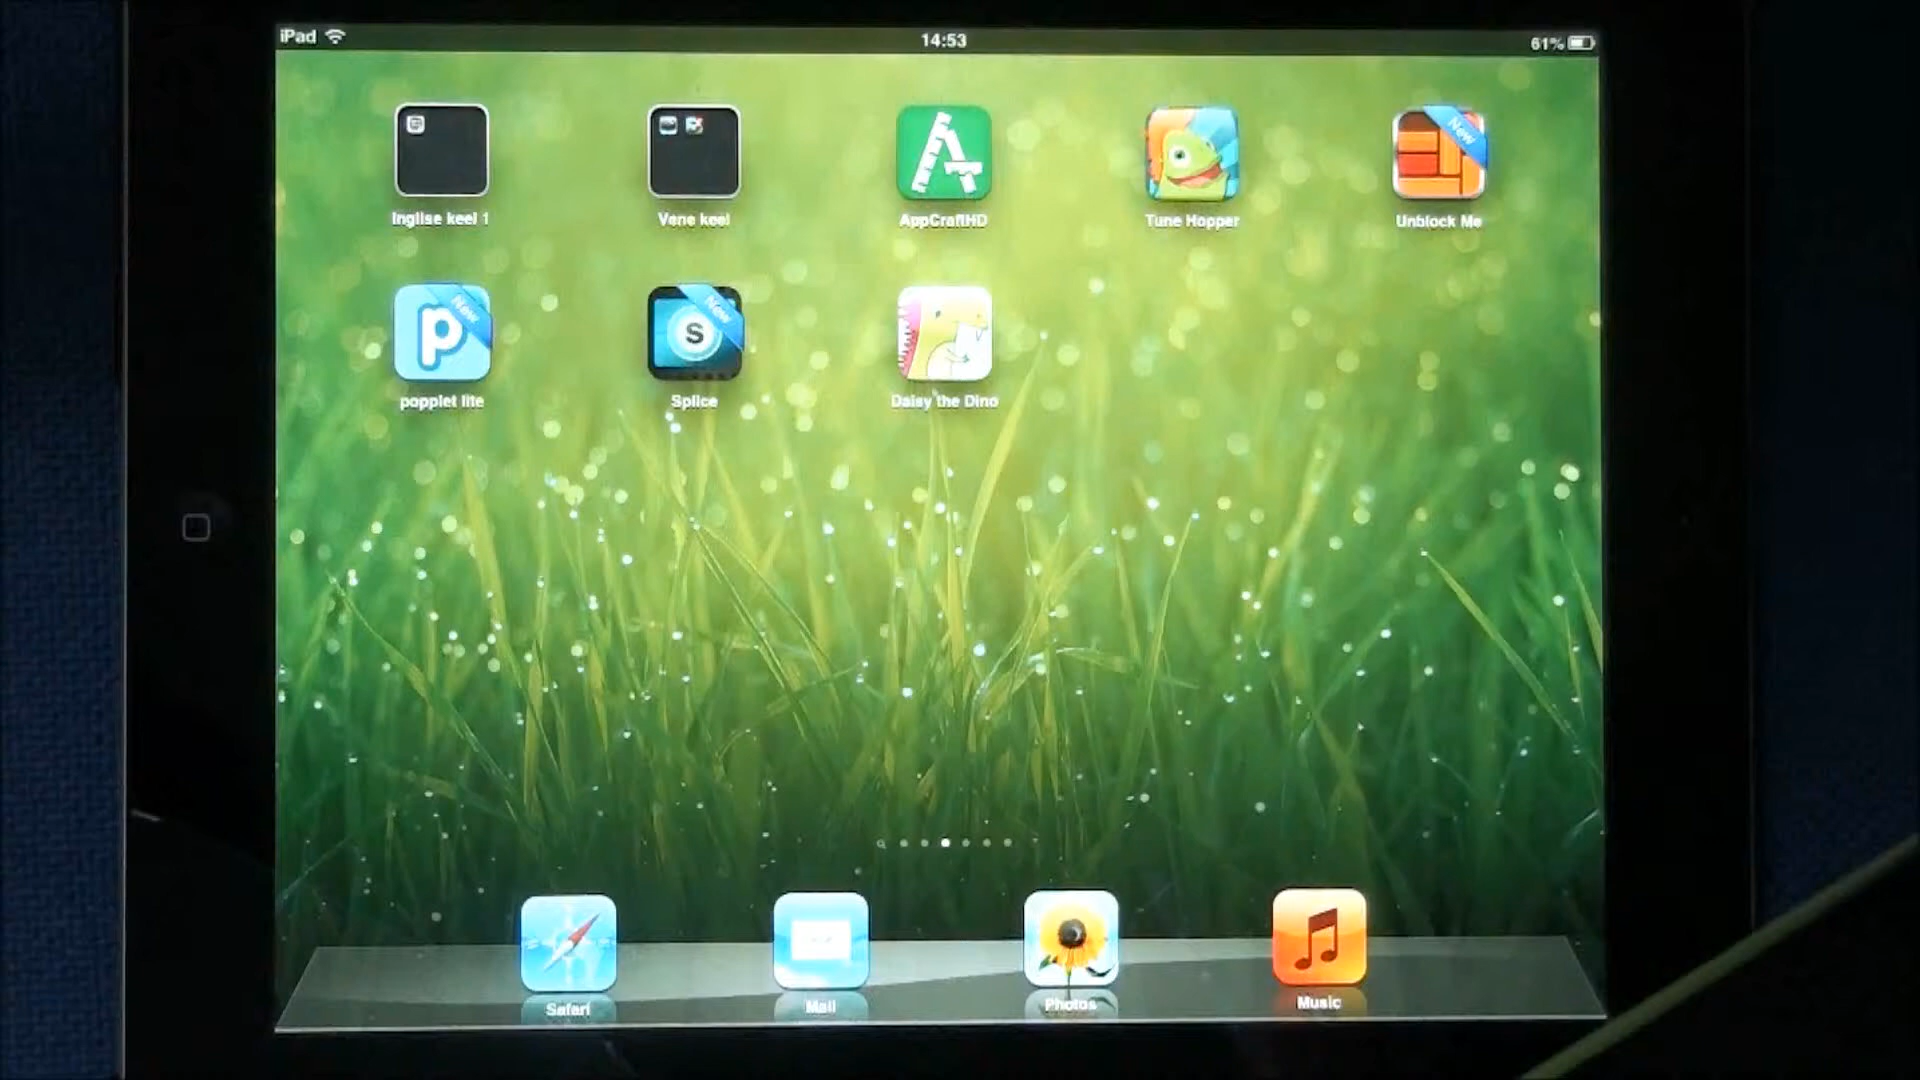 iPad
14:53
61%
Inglise keel 1
Vene keel
AppCraftHD
Tune Hopper
New
Unblock Me
p New
popplet lite
S New
Splice
Daisy the Dino
Safari
Mail
Photos
Music